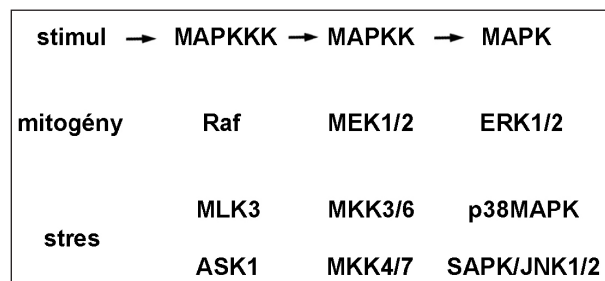 stimul → MAPKKK → MAPKK → MAPK
mitogény Raf MEK1/2 ERK1/2
MLK3 MKK3/6 p38MAPK
stres
ASK1 MKK4/7 SAPK/JNK1/2